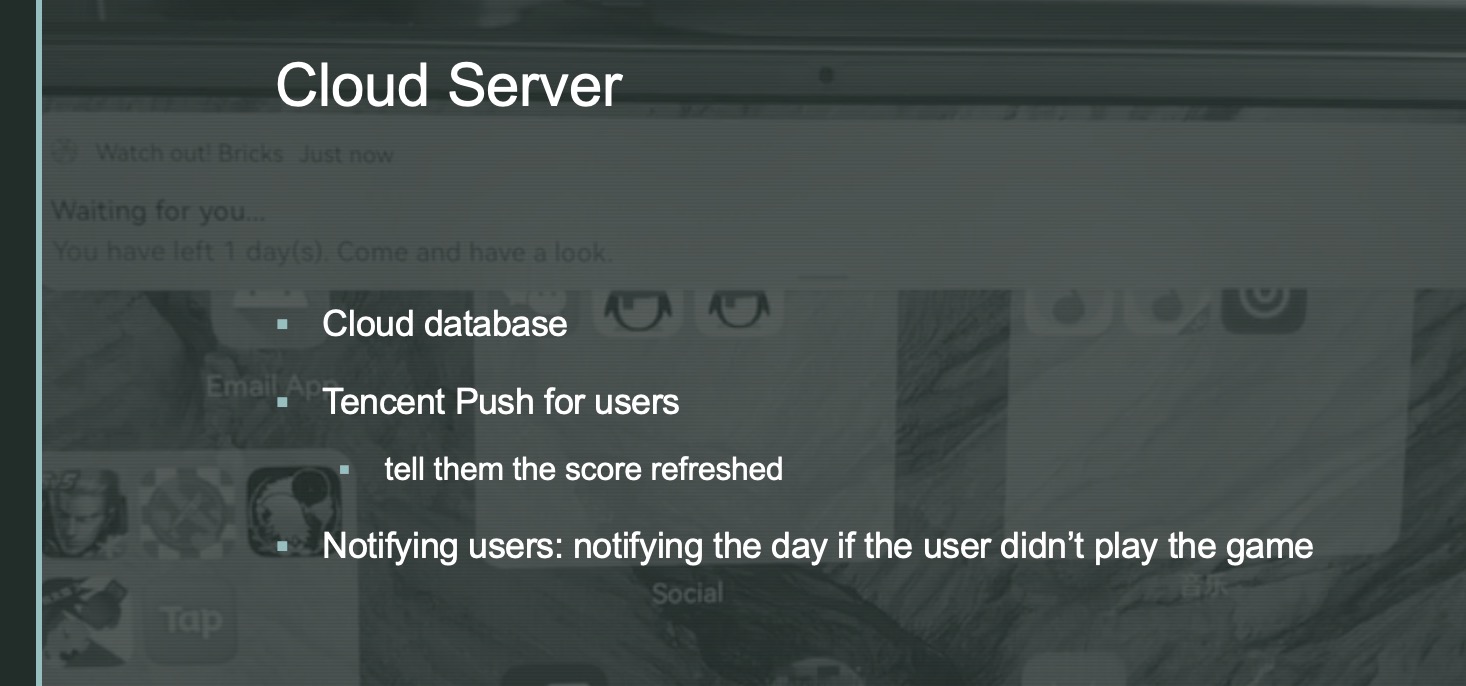 Cloud Server
Watch out! Bricks Just now
Waiting for you...
You have left 1 day(s). Come and have a look.
Cloud database
Email App
Tencent Push for users
tell them the score refreshed
Notifying users: notifying the day if the user didn’t play the game
Social
音乐
Tap